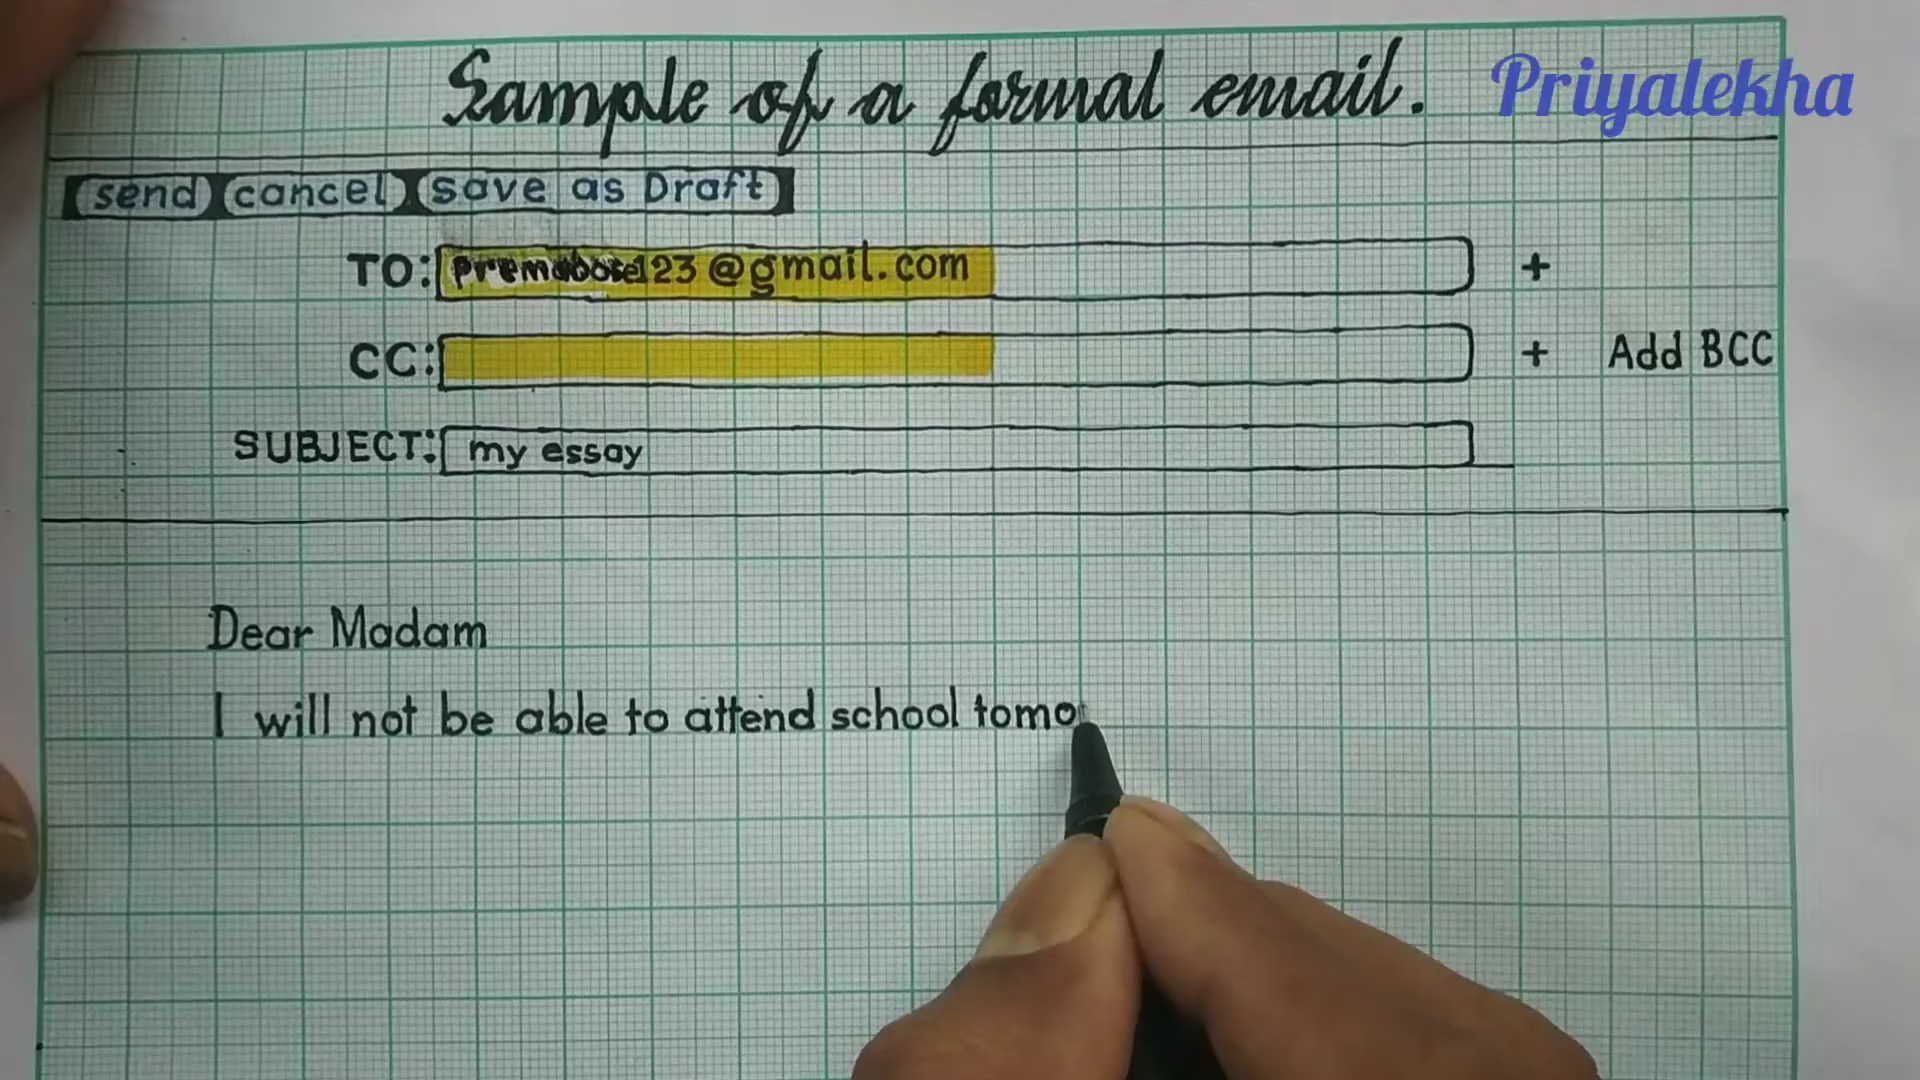 Sample of a formal email.
Priyalekha
send cancel save as Draft
TO: premabose123@gmail.com +
CC: + Add BCC
SUBJECT: my essay
Dear Madam
I will not be able to attend school tomo